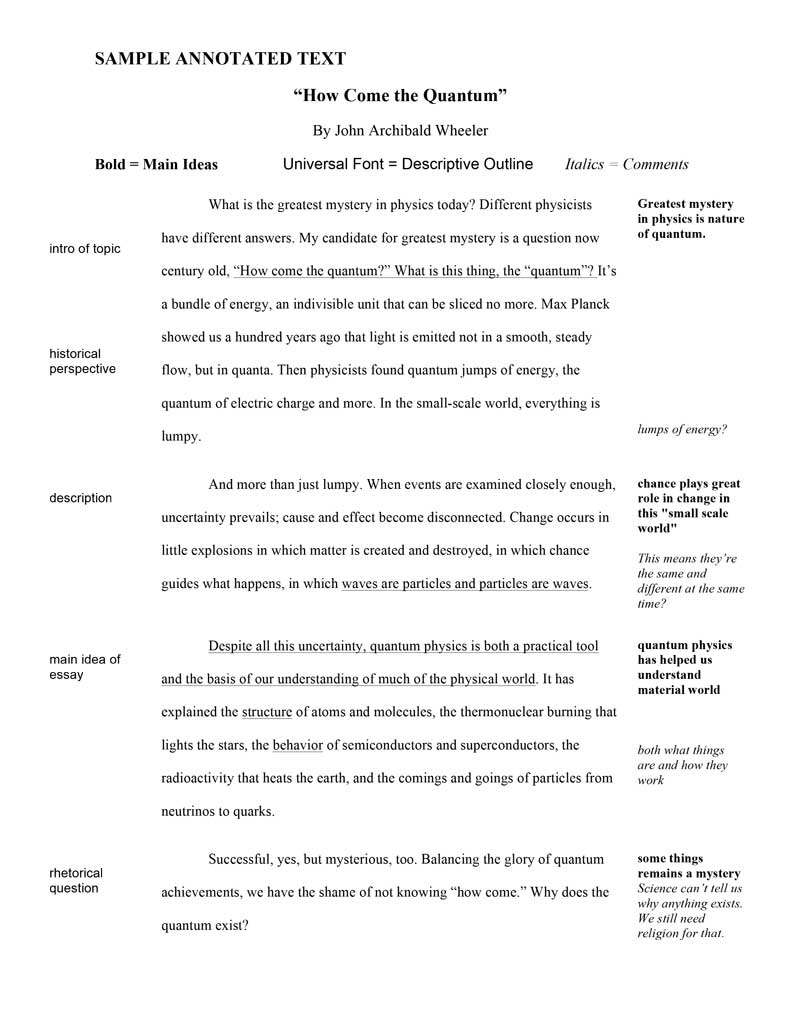 SAMPLE ANNOTATED TEXT
“How Come the Quantum”
By John Archibald Wheeler
Bold = Main Ideas Universal Font = Descriptive Outline Italics = Comments
What is the greatest mystery in physics today? Different physicists
have different answers. My candidate for greatest mystery is a question now
century old, “How come the quantum?” What is this thing, the “quantum”? It’s
a bundle of energy, an indivisible unit that can be sliced no more. Max Planck
showed us a hundred years ago that light is emitted not in a smooth, steady
flow, but in quanta. Then physicists found quantum jumps of energy, the
quantum of electric charge and more. In the small-scale world, everything is
lumpy.
intro of topic
historical
perspective
Greatest mystery
in physics is nature
of quantum.
lumps of energy?
And more than just lumpy. When events are examined closely enough,
uncertainty prevails; cause and effect become disconnected. Change occurs in
little explosions in which matter is created and destroyed, in which chance
guides what happens, in which waves are particles and particles are waves.
description
chance plays great
role in change in
this "small scale
world"
This means they’re
the same and
different at the same
time?
Despite all this uncertainty, quantum physics is both a practical tool
and the basis of our understanding of much of the physical world. It has
explained the structure of atoms and molecules, the thermonuclear burning that
lights the stars, the behavior of semiconductors and superconductors, the
radioactivity that heats the earth, and the comings and goings of particles from
neutrinos to quarks.
main idea of
essay
quantum physics
has helped us
understand
material world
both what things
are and how they
work
Successful, yes, but mysterious, too. Balancing the glory of quantum
achievements, we have the shame of not knowing “how come.” Why does the
quantum exist?
rhetorical
question
some things
remains a mystery
Science can’t tell us
why anything exists.
We still need
religion for that.